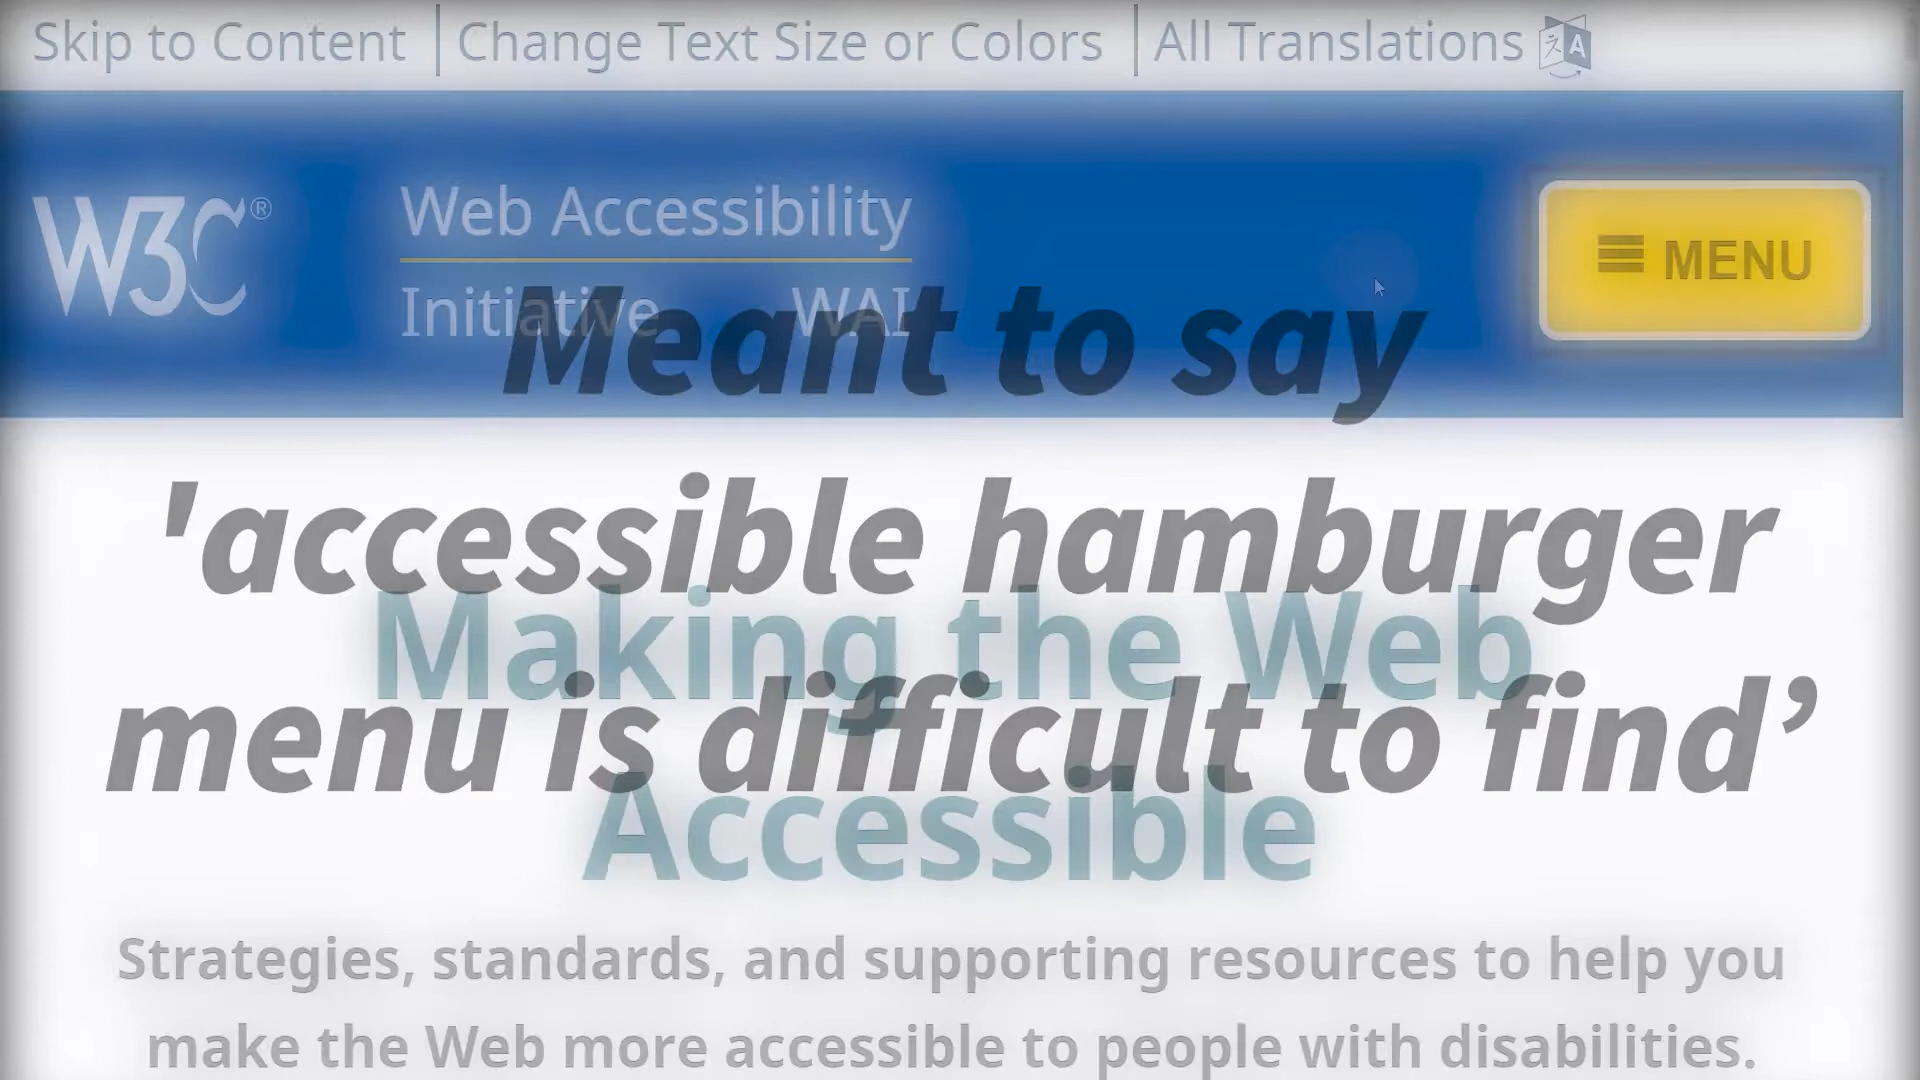 Skip to Content | Change Text Size or Colors | All Translations
W3C®
Web Accessibility
Initiative WAI
MENU
Meant to say
'accessible hamburger
menu is difficult to find’
Making the Web
Accessible
Strategies, standards, and supporting resources to help you
make the Web more accessible to people with disabilities.